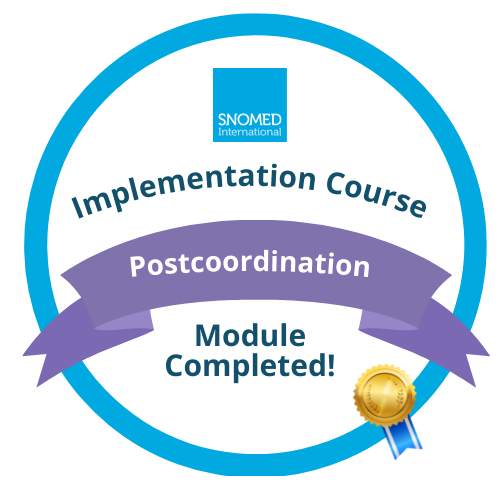 SNOMED
International
Implementation Course
Postcoordination
Module
Completed!